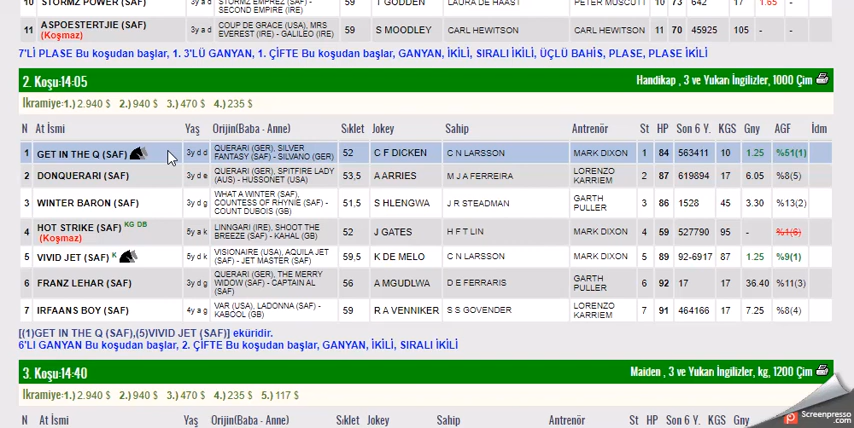 10 STORMZ POWER (SAF) 3y a d STORMZ EMPREZ (SAF) - SECOND EMPIRE (IRE) 59 T GODDEN LAURA DE HAAST PETER MUSCUTT 10 73 642 17 1.65 - -
11 ASPOESTERTJIE (SAF) (Koşmaz) 3y a d COUP DE GRACE (USA), MRS EVEREST (IRE) - GALILEO (IRE) 59 S MOODLEY CARL HEWITSON CARL HEWITSON 11 70 45925 105 - -
7'Lİ PLASE Bu koşudan başlar, 1. 3'LÜ GANYAN, 1. ÇİFTE Bu koşudan başlar, GANYAN, İKİLİ, SIRALI İKİLİ, ÜÇLÜ BAHİS, PLASE, PLASE İKİLİ
2. Koşu:14:05 Handikap , 3 ve Yukarı İngilizler, 1000 Çim
İkramiye:1.) 2.940 $ 2.) 940 $ 3.) 470 $ 4.) 235 $
N At İsmi Yaş Orijin(Baba - Anne) Sıklet Jokey Sahip Antrenör St HP Son 6 Y. KGS Gny AGF İdm
1 GET IN THE Q (SAF) 3y d d QUERARI (GER), SILVER FANTASY (SAF) - SILVANO (GER) 52 C F DICKEN C N LARSSON MARK DIXON 1 84 563411 10 1.25 %51(1)
2 DONQUERARI (SAF) 3y d e QUERARI (GER), SPITFIRE LADY (AUS) - HUSSONET (USA) 53,5 A ARRIES M J A FERREIRA LORENZO KARRIEM 2 87 619894 17 6.05 %8(5)
3 WINTER BARON (SAF) 3y d g WHAT A WINTER (SAF), COUNTESS OF RHYNIE (SAF) - COUNT DUBOIS (GB) 51,5 S HLENGWA J R STEADMAN GARTH PULLER 3 86 1528 45 3.30 %13(2)
4 HOT STRIKE (SAF) KG DB (Koşmaz) 5y a k LINNGARI (IRE), SHOOT THE BREEZE (SAF) - KAHAL (GB) 52 J GATES H F T LIN MARK DIXON 4 59 527790 95 - %1(6)
5 VIVID JET (SAF) K 5y d k VISIONAIRE (USA), AQUILA JET (SAF) - JET MASTER (SAF) 59,5 K DE MELO C N LARSSON MARK DIXON 5 89 92-6917 87 1.25 %9(1)
6 FRANZ LEHAR (SAF) 3y d g QUERARI (GER), THE MERRY WIDOW (SAF) - CAPTAIN AL (SAF) 56 A MGUDLWA D E FERRARIS GARTH PULLER 6 92 17 17 36.40 %11(3)
7 IRFAANS BOY (SAF) 4y a g VAR (USA), LADONNA (SAF) - KABOOL (GB) 59 R A VENNIKER S S GOVENDER LORENZO KARRIEM 7 91 464166 17 7.25 %8(4)
[(1)GET IN THE Q (SAF),(5)VIVID JET (SAF)] eküridir.
6'LI GANYAN Bu koşudan başlar, 2. ÇİFTE Bu koşudan başlar, GANYAN, İKİLİ, SIRALI İKİLİ
3. Koşu:14:40 Maiden , 3 ve Yukarı İngilizler, kg, 1200 Çim
İkramiye:1.) 2.940 $ 2.) 940 $ 3.) 470 $ 4.) 235 $ 5.) 117 $
N At İsmi Yaş Orijin(Baba - Anne) Sıklet Jokey Sahip Antrenör St HP Son 6 Y. KGS Gny
Screenpresso.com